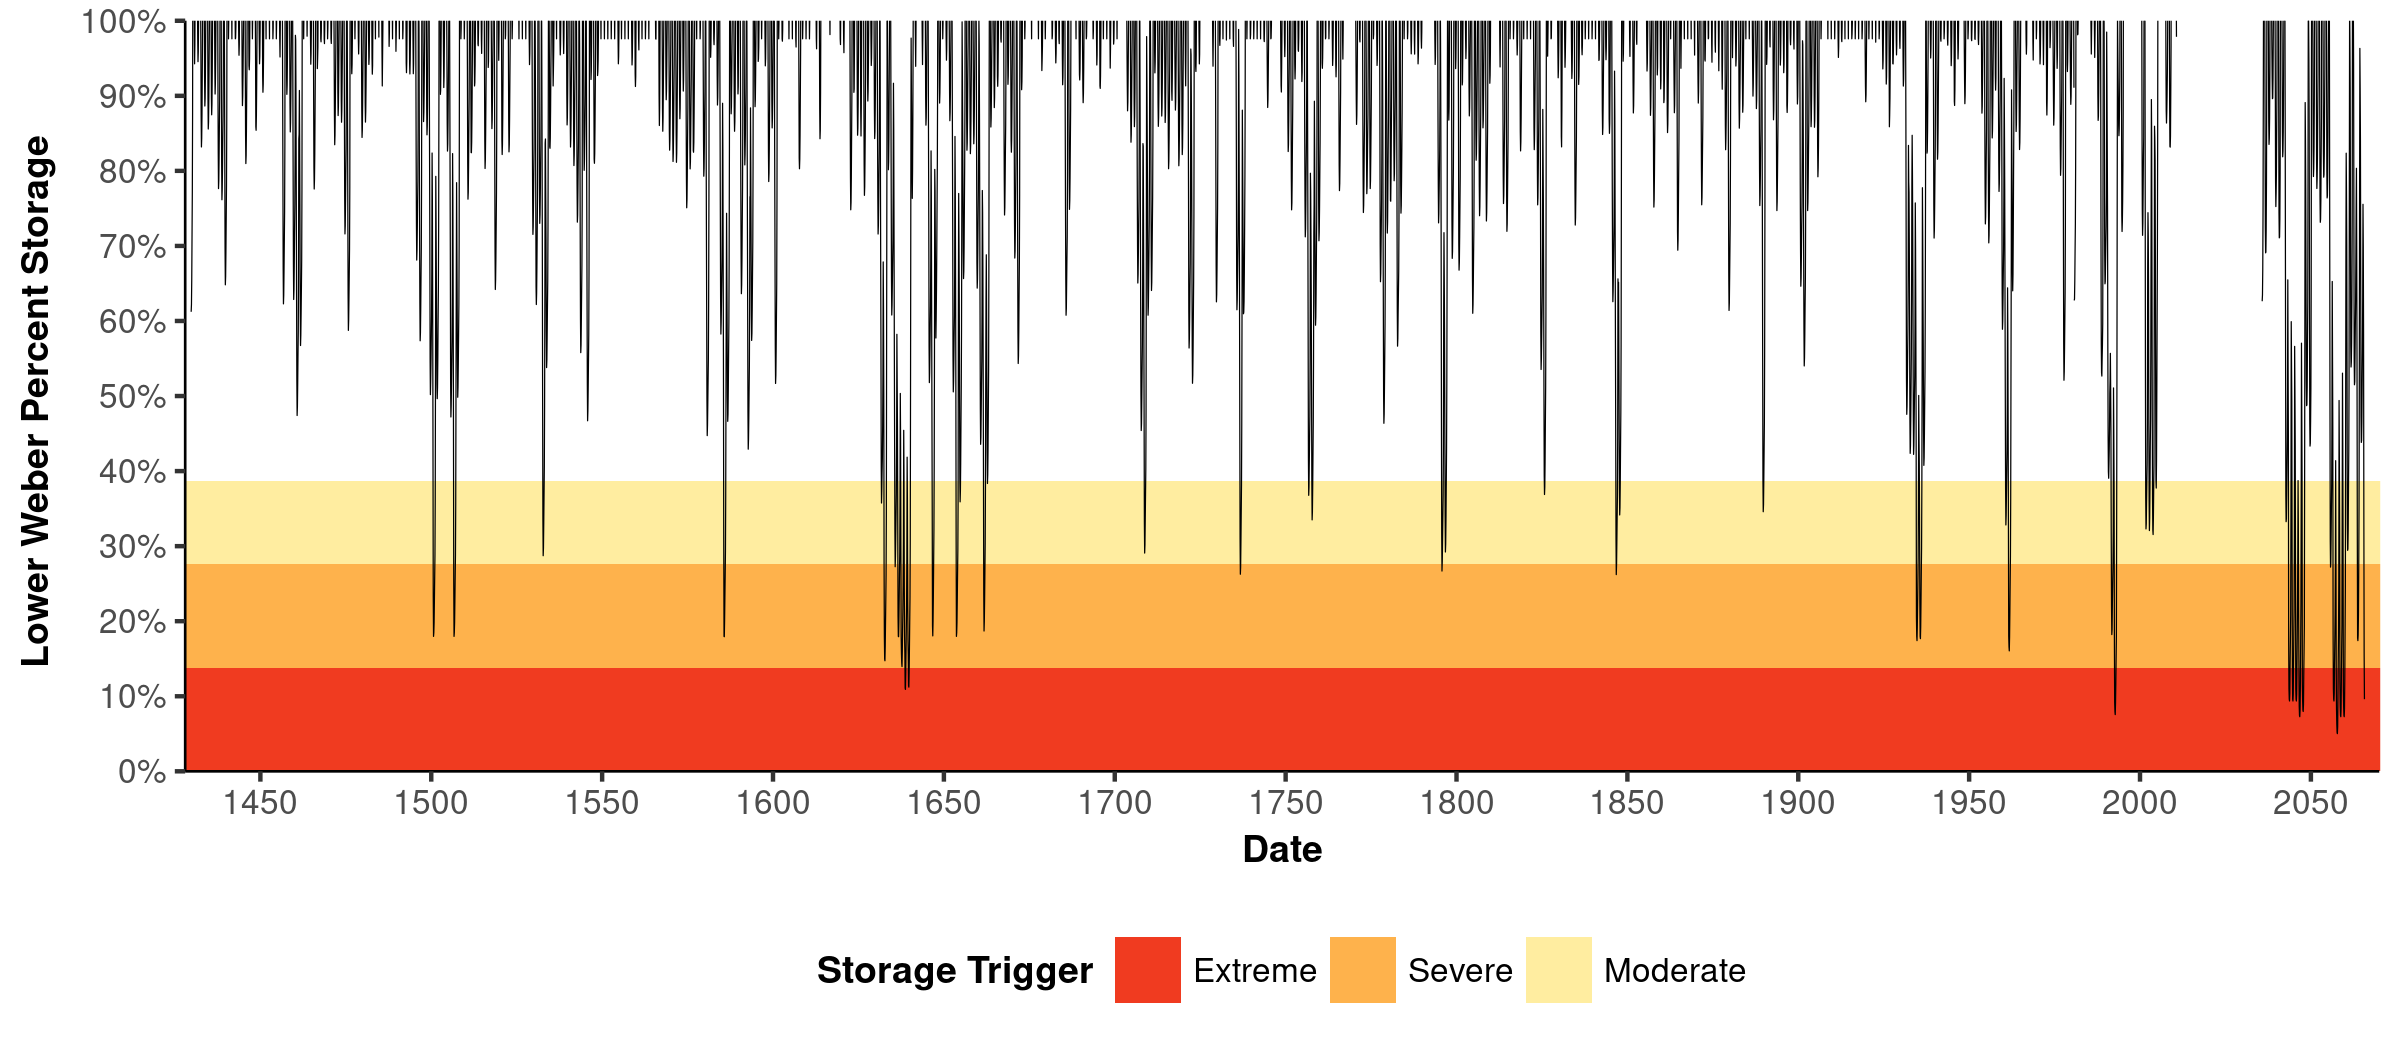 Lower Weber Percent Storage
100%
90%
80%
70%
60%
50%
40%
30%
20%
10%
0%
1450 1500 1550 1600 1650 1700 1750 1800 1850 1900 1950 2000 2050
Date
Storage Trigger Extreme Severe Moderate